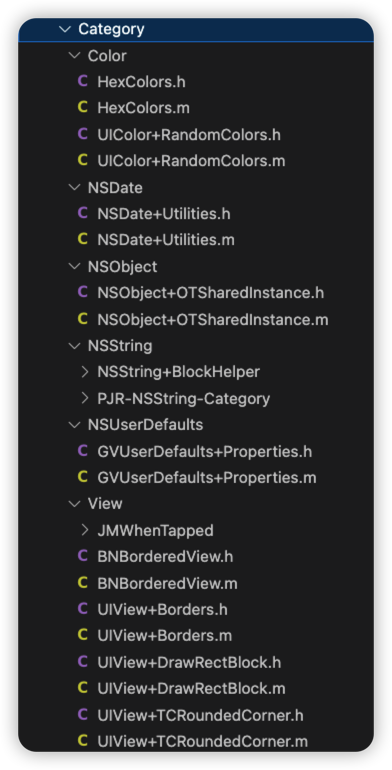 Category
Color
C HexColors.h
C HexColors.m
C UIColor+RandomColors.h
C UIColor+RandomColors.m
NSDate
C NSDate+Utilities.h
C NSDate+Utilities.m
NSObject
C NSObject+OTSharedInstance.h
C NSObject+OTSharedInstance.m
NSString
NSString+BlockHelper
PJR-NSString-Category
NSUserDefaults
C GVUserDefaults+Properties.h
C GVUserDefaults+Properties.m
View
JMWhenTapped
C BNBorderedView.h
C BNBorderedView.m
C UIView+Borders.h
C UIView+Borders.m
C UIView+DrawRectBlock.h
C UIView+DrawRectBlock.m
C UIView+TCRoundedCorner.h
C UIView+TCRoundedCorner.m